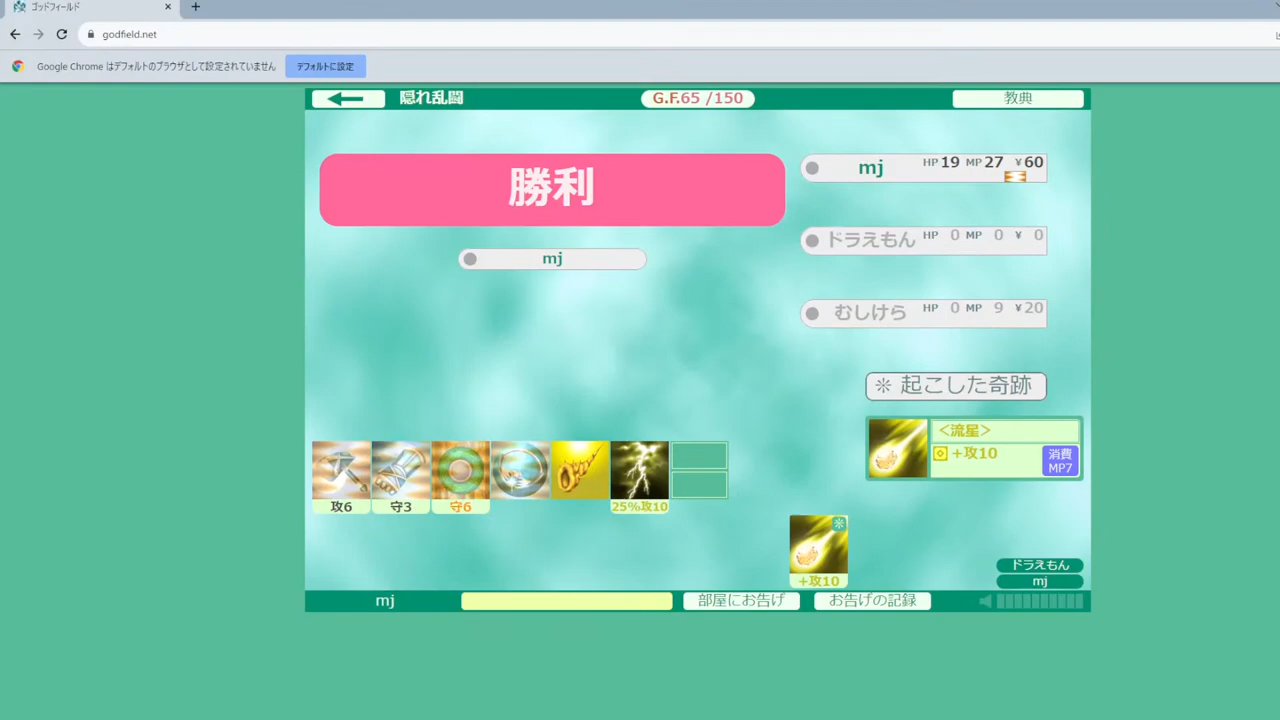 ゴッドフィールド
godfield.net
Google Chrome はデフォルトのブラウザとして設定されていません デフォルトに設定
隠れ乱闘 G.F.65 /150 教典
勝利
mj
mj HP 19 MP 27 ¥60
ドラえもん HP 0 MP 0 ¥ 0
むしけら HP 0 MP 9 ¥20
※ 起こした奇跡
<流星>
+攻10
消費
MP7
攻6 守3 守6 25%攻10
+攻10
ドラえもん
mj
mj 部屋にお告げ お告げの記録